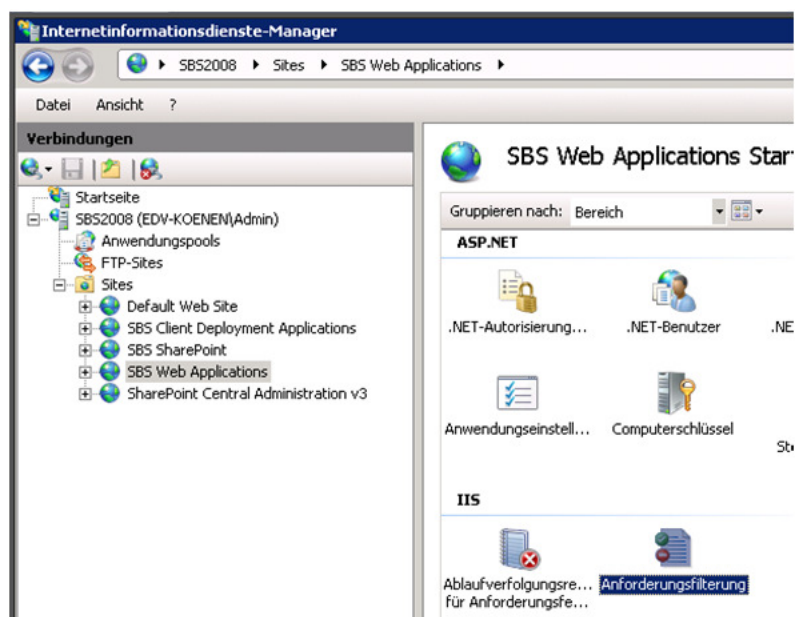 Internetinformationsdienste-Manager
SBS2008 Sites SBS Web Applications
Datei Ansicht ?
Verbindungen
Startseite
SBS2008 (EDV-KOENEN\Admin)
Anwendungspools
FTP-Sites
Sites
Default Web Site
SBS Client Deployment Applications
SBS SharePoint
SBS Web Applications
SharePoint Central Administration v3
SBS Web Applications Star
Gruppieren nach: Bereich
ASP.NET
.NET-Autorisierung... .NET-Benutzer .NE
Anwendungseinstell... Computerschlüssel
St
IIS
Ablaufverfolgungsre... Anforderungsfilterung
für Anforderungsfe...